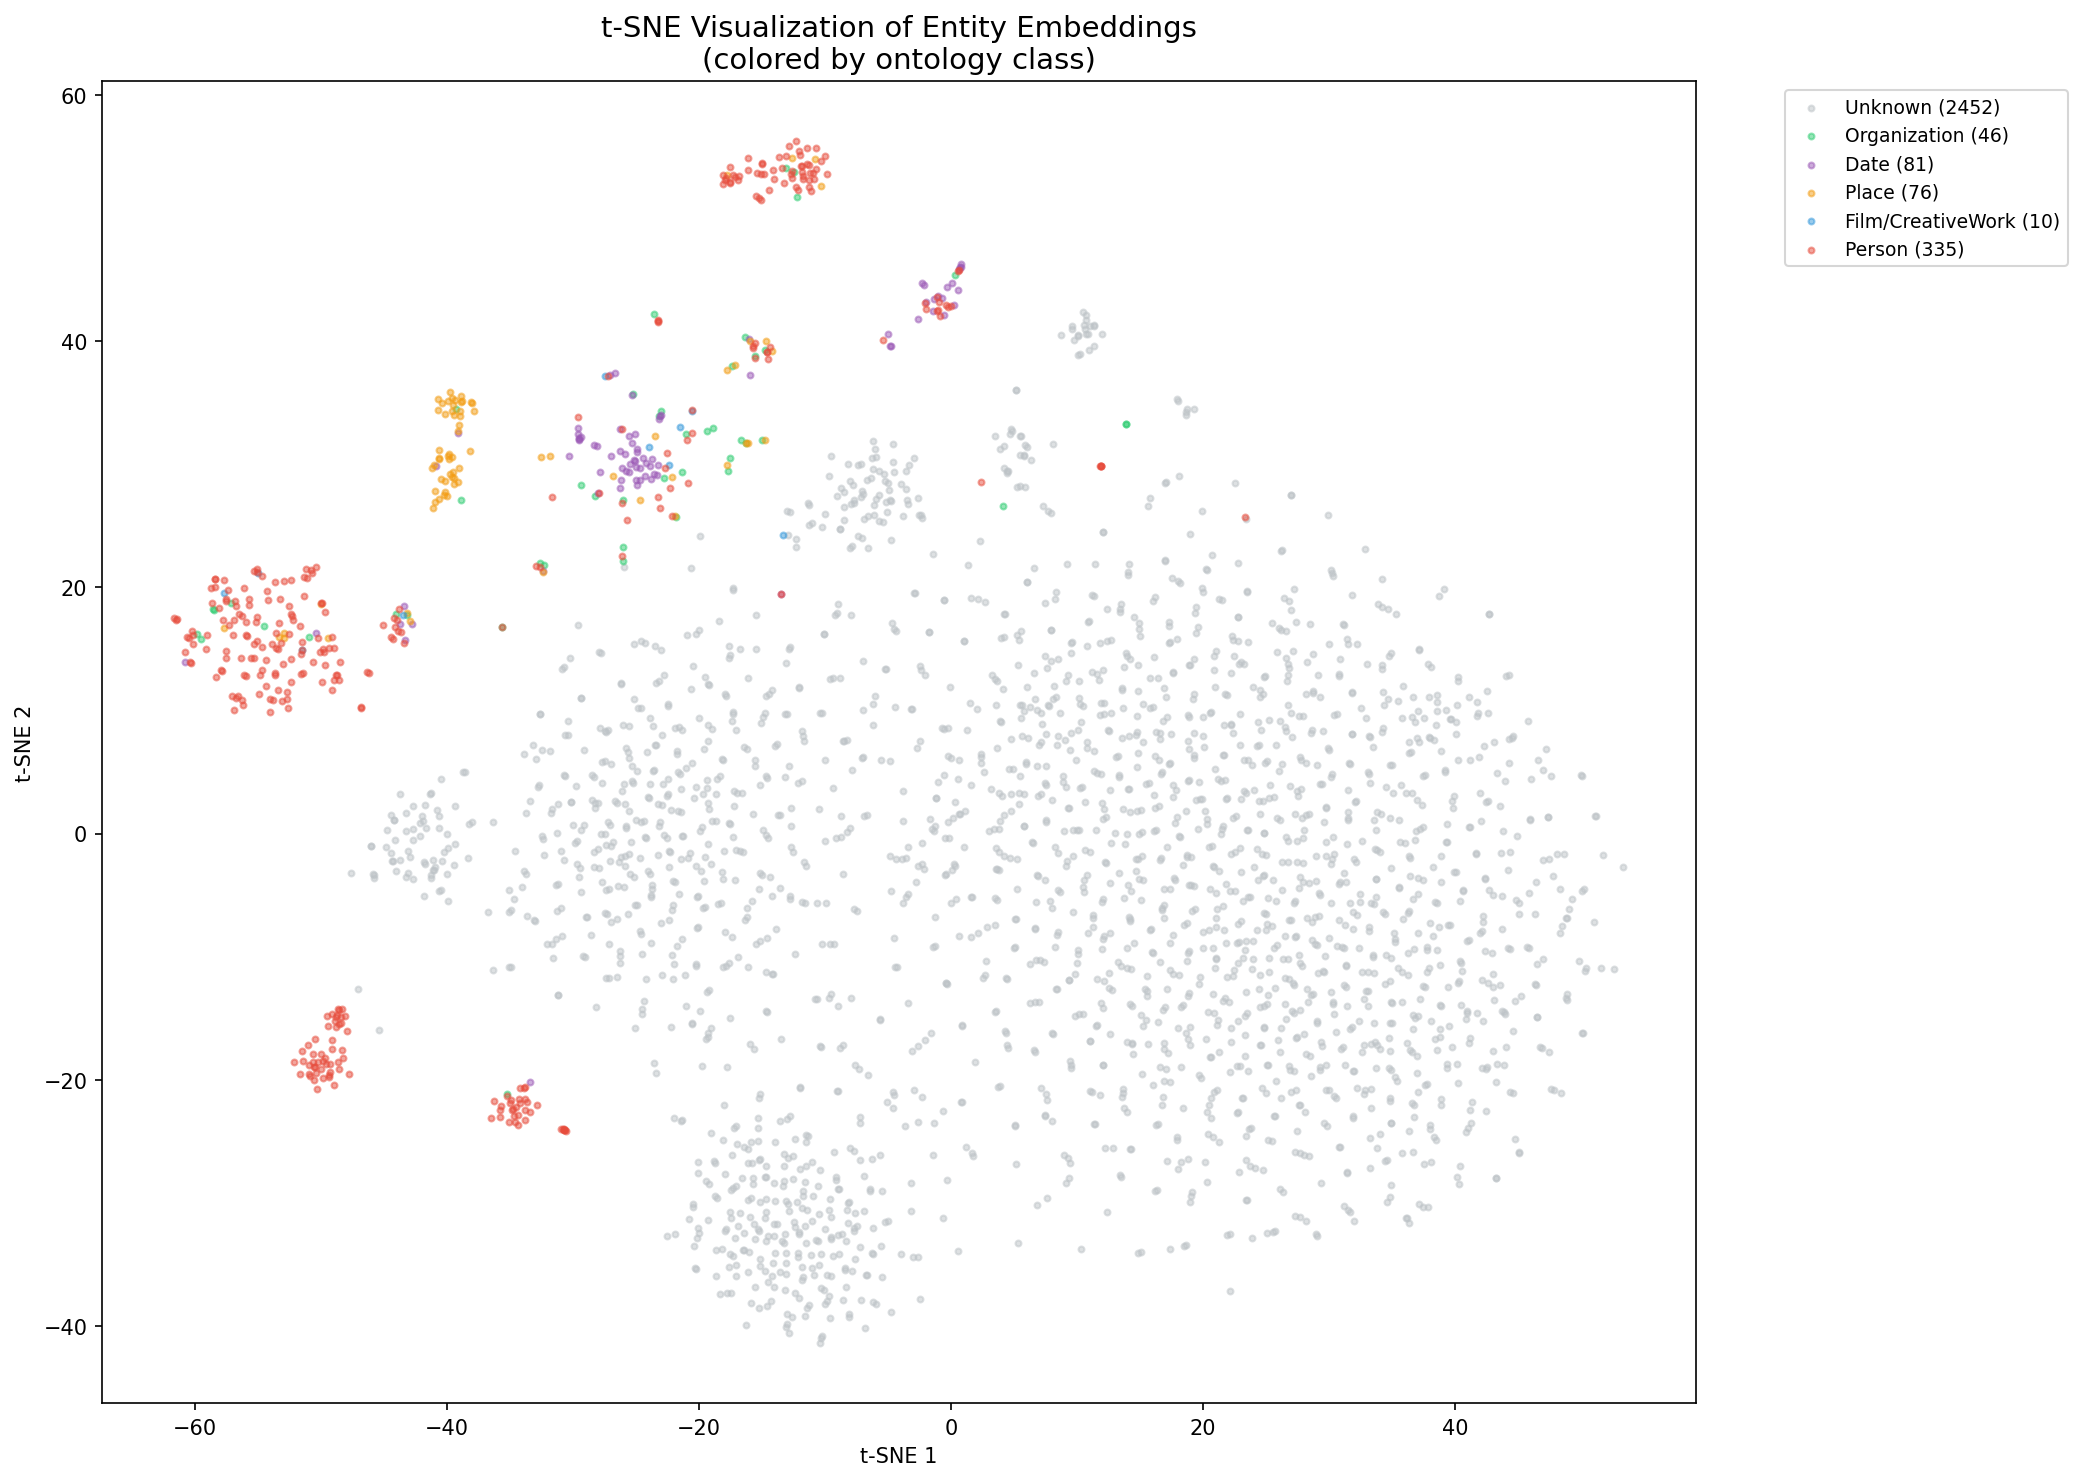 t-SNE Visualization of Entity Embeddings
(colored by ontology class)
60
40
20
0
−20
−40
t-SNE 2
−60
−40
−20
0
20
40
t-SNE 1
Unknown (2452)
Organization (46)
Date (81)
Place (76)
Film/CreativeWork (10)
Person (335)